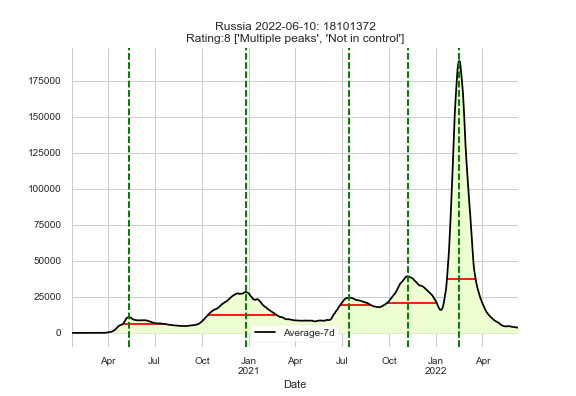 Russia 2022-06-10: 18101372
Rating:8 ['Multiple peaks', 'Not in control']
175000
150000
125000
100000
75000
50000
25000
0
Average-7d
Apr Jul Oct Jan Apr Jul Oct Jan Apr
2021 2022
Date